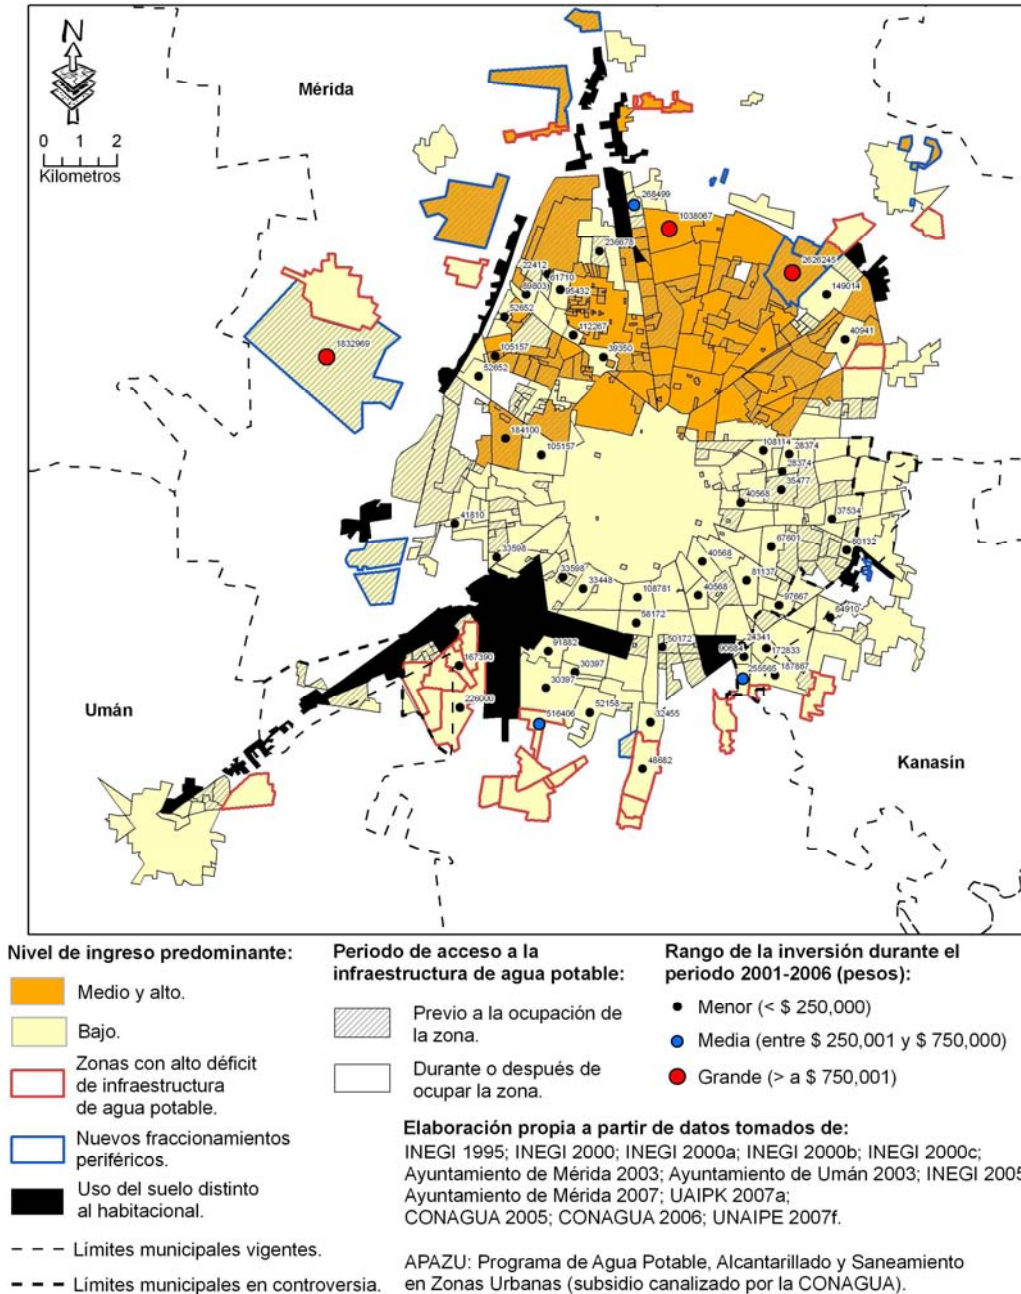 N
0 1 2
Kilometros
Mérida
268499
1038067
236678
2626245
22412
61710
149014
89803
95432
52652
112267
40941
1832969
105157
39350
52652
184100
105157
108114
28374
28374
35477
40568
37534
41810
67601
60132
33598
40568
33598
81137
33448
108781
40568
97667
64910
58172
91882
50172
24341
90684
172833
167390
30397
255565
187867
30397
226000
52158
516406
32455
Umán
48682
Kanasín
Nivel de ingreso predominante:
Medio y alto.
Bajo.
Zonas con alto déficit
de infraestructura
de agua potable.
Nuevos fraccionamientos
periféricos.
Uso del suelo distinto
al habitacional.
Límites municipales vigentes.
Límites municipales en controversia.
Periodo de acceso a la
infraestructura de agua potable:
Previo a la ocupación de
la zona.
Durante o después de
ocupar la zona.
Rango de la inversión durante el
periodo 2001-2006 (pesos):
Menor (< $ 250,000)
Media (entre $ 250,001 y $ 750,000)
Grande (> a $ 750,001)
Elaboración propia a partir de datos tomados de:
INEGI 1995; INEGI 2000; INEGI 2000a; INEGI 2000b; INEGI 2000c;
Ayuntamiento de Mérida 2003; Ayuntamiento de Umán 2003; INEGI 2005
Ayuntamiento de Mérida 2007; UAIPK 2007a;
CONAGUA 2005; CONAGUA 2006; UNAIPE 2007f.
APAZU: Programa de Agua Potable, Alcantarillado y Saneamiento
en Zonas Urbanas (subsidio canalizado por la CONAGUA).